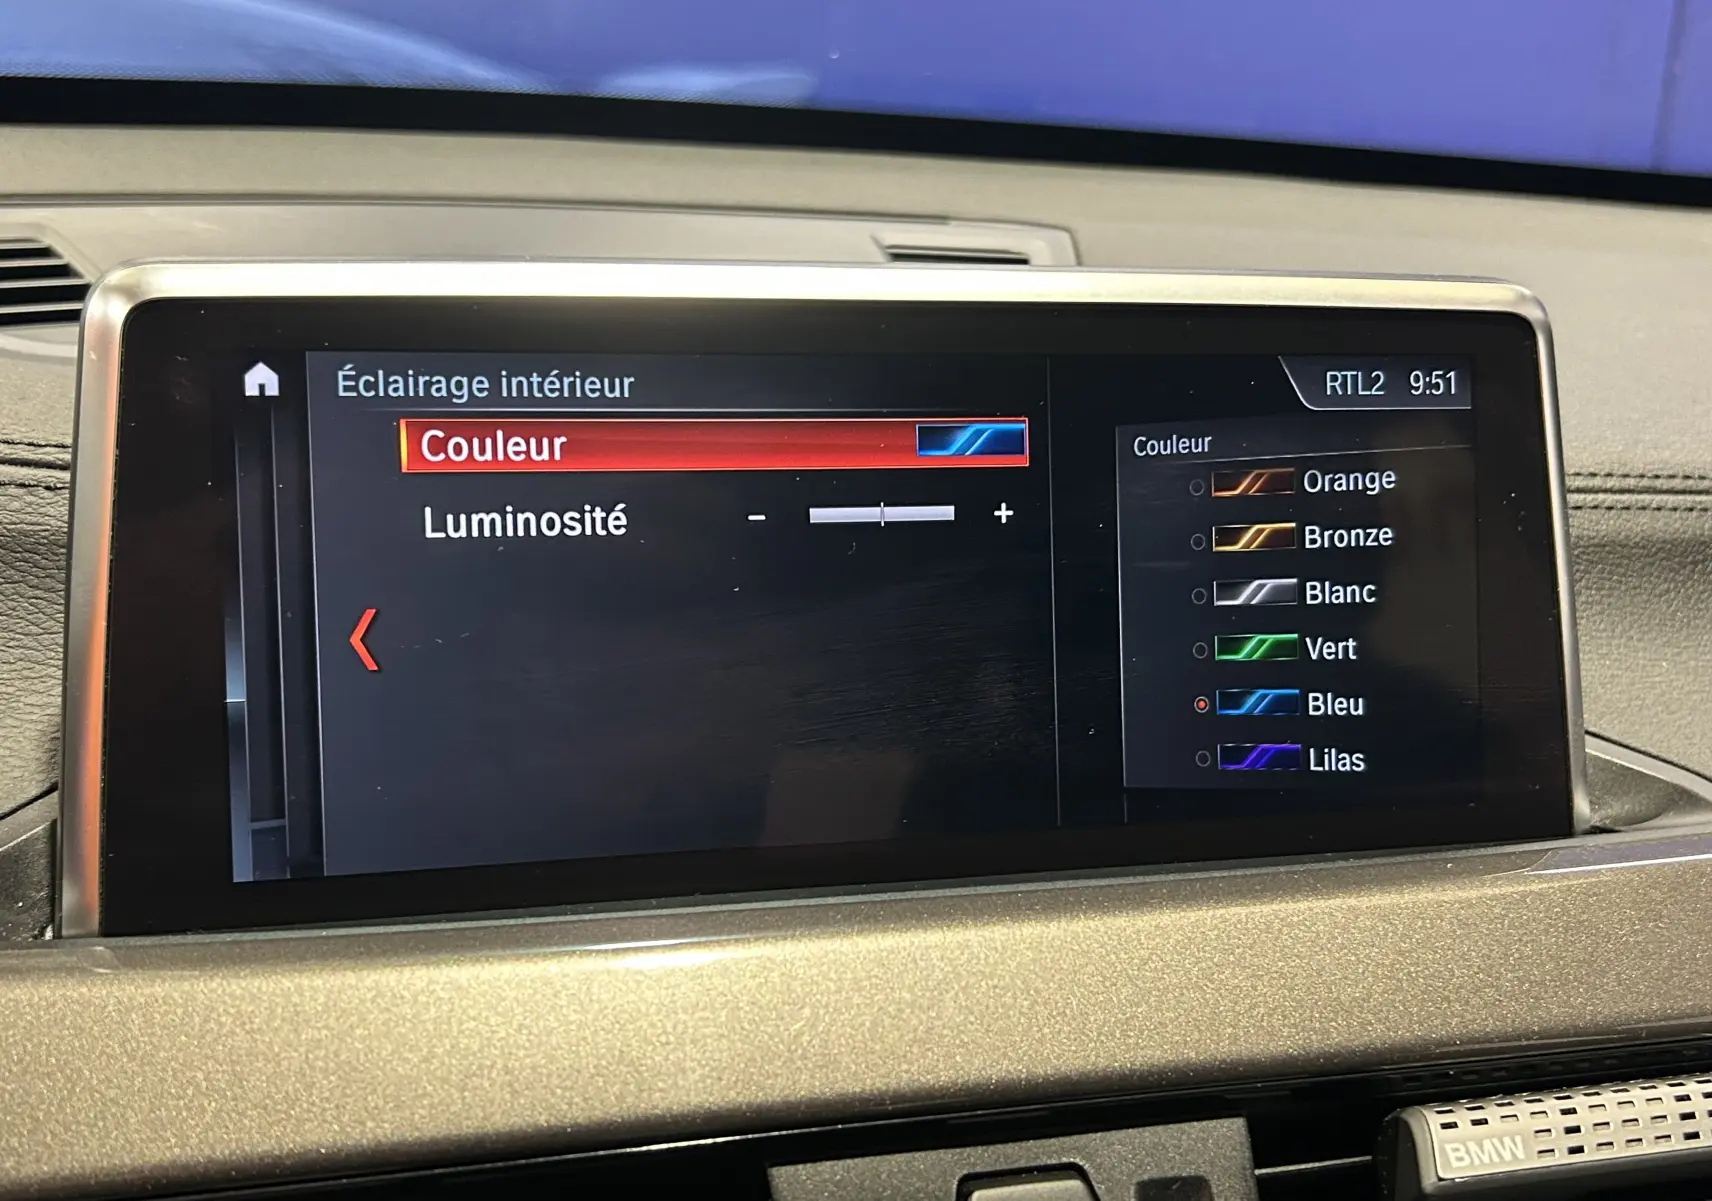 Éclairage intérieur
RTL2 9:51
Couleur
Luminosité - +
Couleur
Orange
Bronze
Blanc
Vert
Bleu
Lilas
BMW